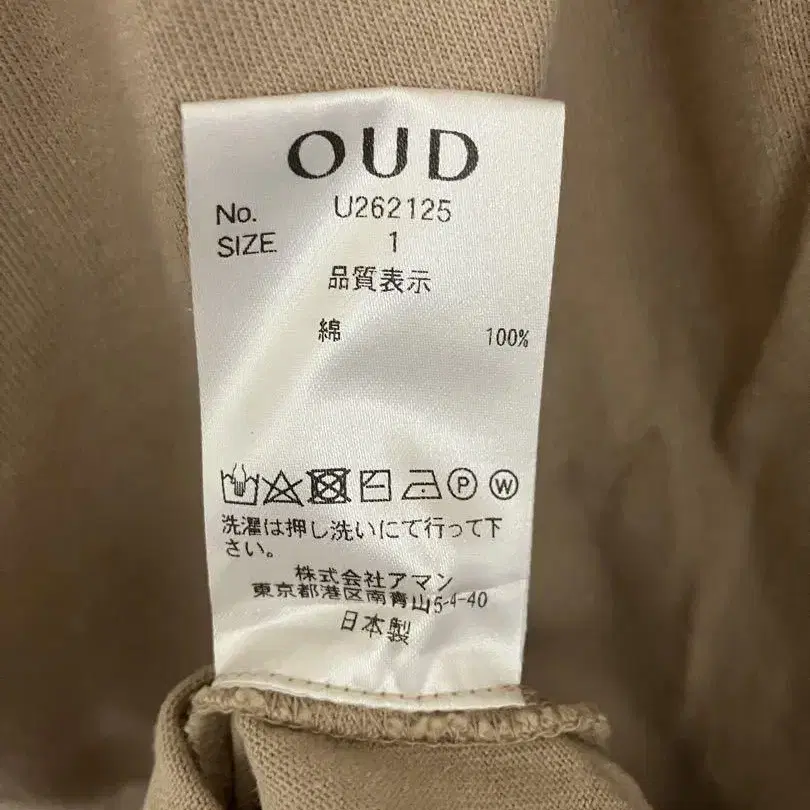 OUD
No. U262125
SIZE 1
品質表示
綿 100%
P W
洗濯は押し洗いにて行って下
さい。
株式会社アマン
東京都港区南青山5-4-40
日本製